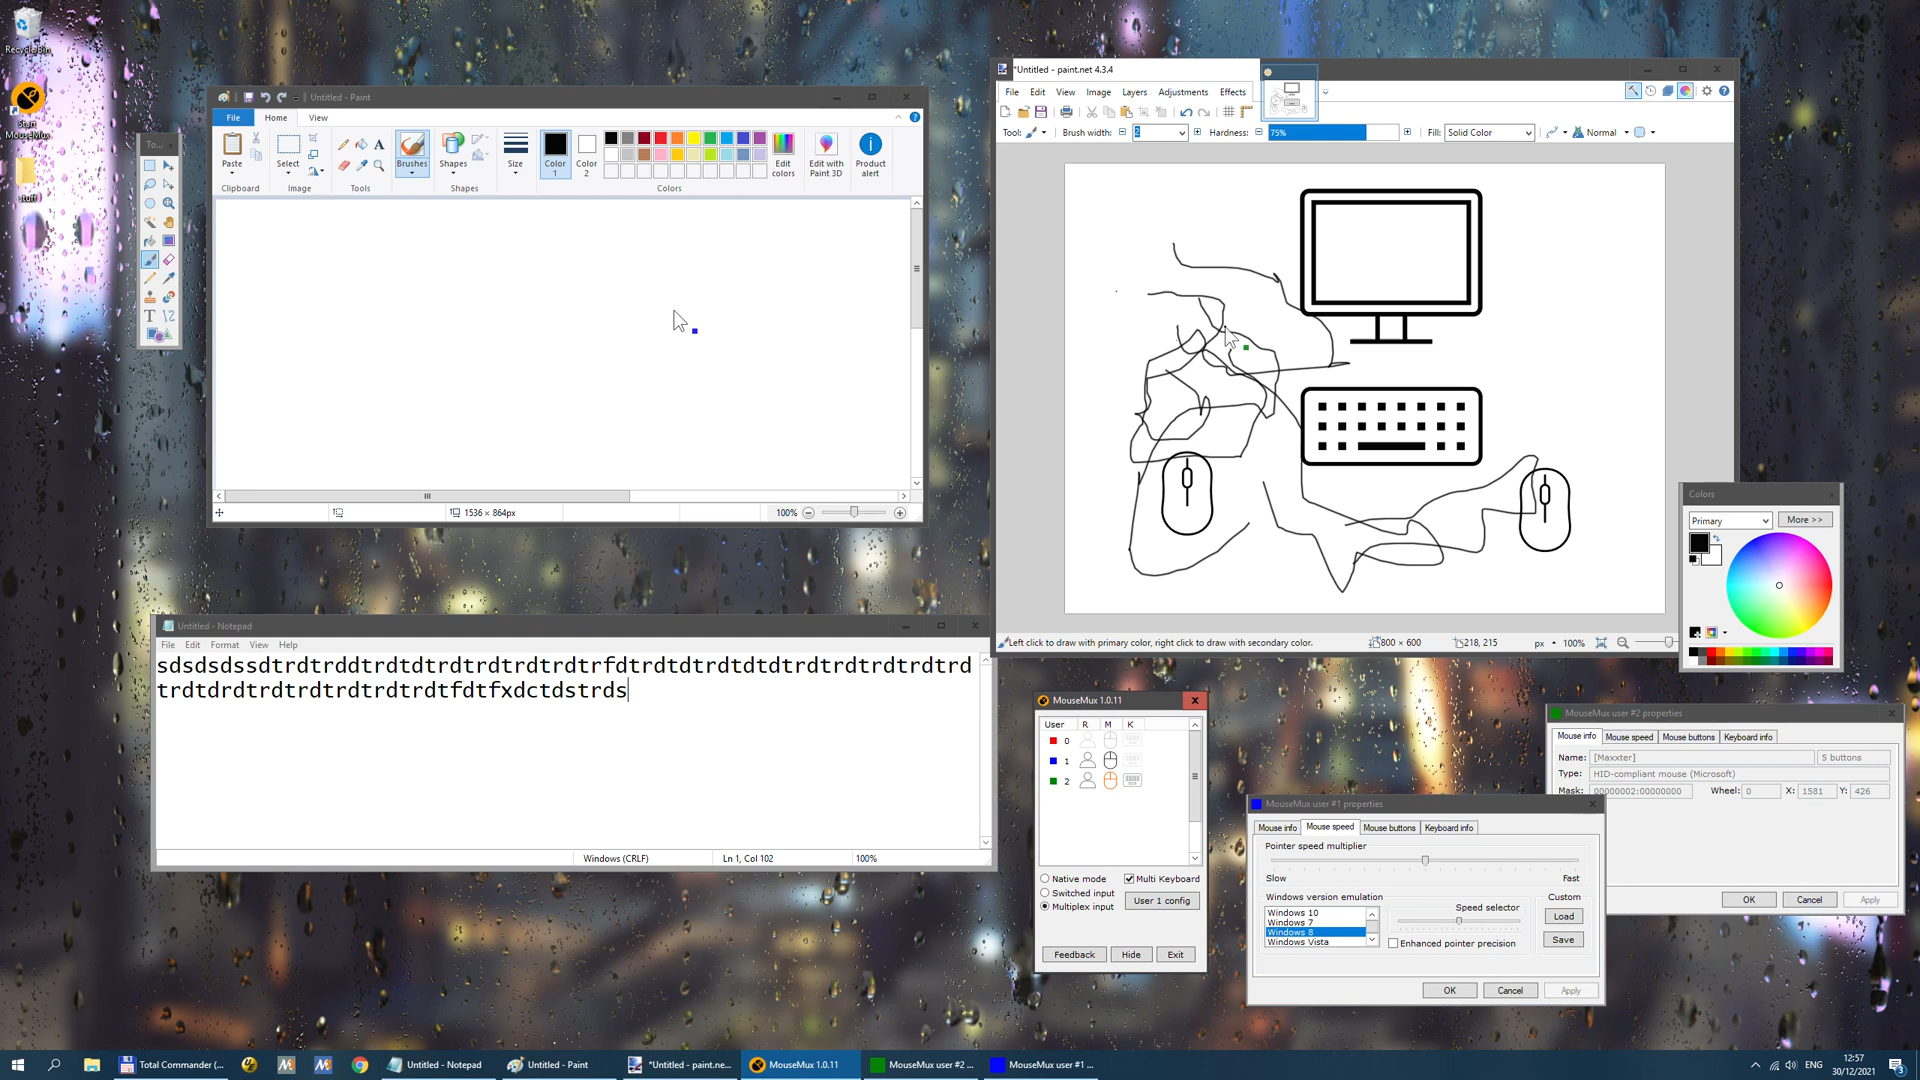 Recycle Bin
Start MouseMux
stuff
To...
Untitled - Paint
File
Home
View
Paste
Select
Brushes
Shapes
Size
Color 1
Color 2
Edit colors
Edit with Paint 3D
Product alert
Clipboard
Image
Tools
Shapes
Colors
1536 × 864px
100%
*Untitled - paint.net 4.3.4
File Edit View Image Layers Adjustments Effects
Tool:
Brush width: 2
Hardness: 75%
Fill: Solid Color
Normal
Left click to draw with primary color, right click to draw with secondary color.
800 × 600
218, 215
px
100%
Colors
Primary
More >>
Untitled - Notepad
File Edit Format View Help
sdsdsdssdtrdtrddtrdtdtrdtrdtrdtrdtrfdtrdtdtrdtdtdtrdtrdtrdtrdtrd
trdtdrdtrdtrdtrdtrdtrdtfdtfxdctdstrds
Windows (CRLF)
Ln 1, Col 102
100%
MouseMux 1.0.11
User R M K
0
1
2
Native mode
Switched input
Multiplex input
Multi Keyboard
User 1 config
Feedback
Hide
Exit
MouseMux user #2 properties
Mouse info
Mouse speed
Mouse buttons
Keyboard info
Name: [Maxxter]
5 buttons
Type: HID-compliant mouse (Microsoft)
Mask: 00000002:00000000
Wheel: 0
X: 1581
Y: 426
OK
Cancel
Apply
MouseMux user #1 properties
Mouse info
Mouse speed
Mouse buttons
Keyboard info
Pointer speed multiplier
Slow
Fast
Windows version emulation
Windows 10
Windows 7
Windows 8
Windows Vista
Speed selector
Enhanced pointer precision
Custom
Load
Save
OK
Cancel
Apply
Total Commander (...
Untitled - Notepad
Untitled - Paint
*Untitled - paint.ne...
MouseMux 1.0.11
MouseMux user #2 ...
MouseMux user #1 ...
ENG
12:57
30/12/2021
3